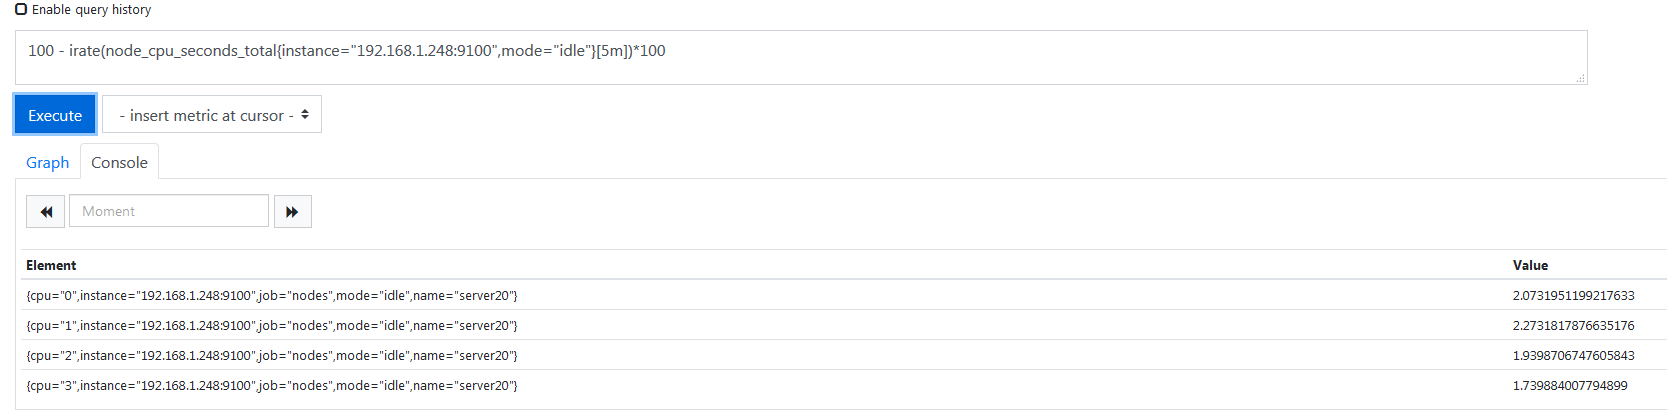 Enable query history
100 - irate(node_cpu_seconds_total{instance="192.168.1.248:9100",mode="idle"}[5m])*100
Execute - insert metric at cursor -
Graph Console
Moment
Element Value
{cpu="0",instance="192.168.1.248:9100",job="nodes",mode="idle",name="server20"} 2.0731951199217633
{cpu="1",instance="192.168.1.248:9100",job="nodes",mode="idle",name="server20"} 2.2731817876635176
{cpu="2",instance="192.168.1.248:9100",job="nodes",mode="idle",name="server20"} 1.9398706747605843
{cpu="3",instance="192.168.1.248:9100",job="nodes",mode="idle",name="server20"} 1.739884007794899